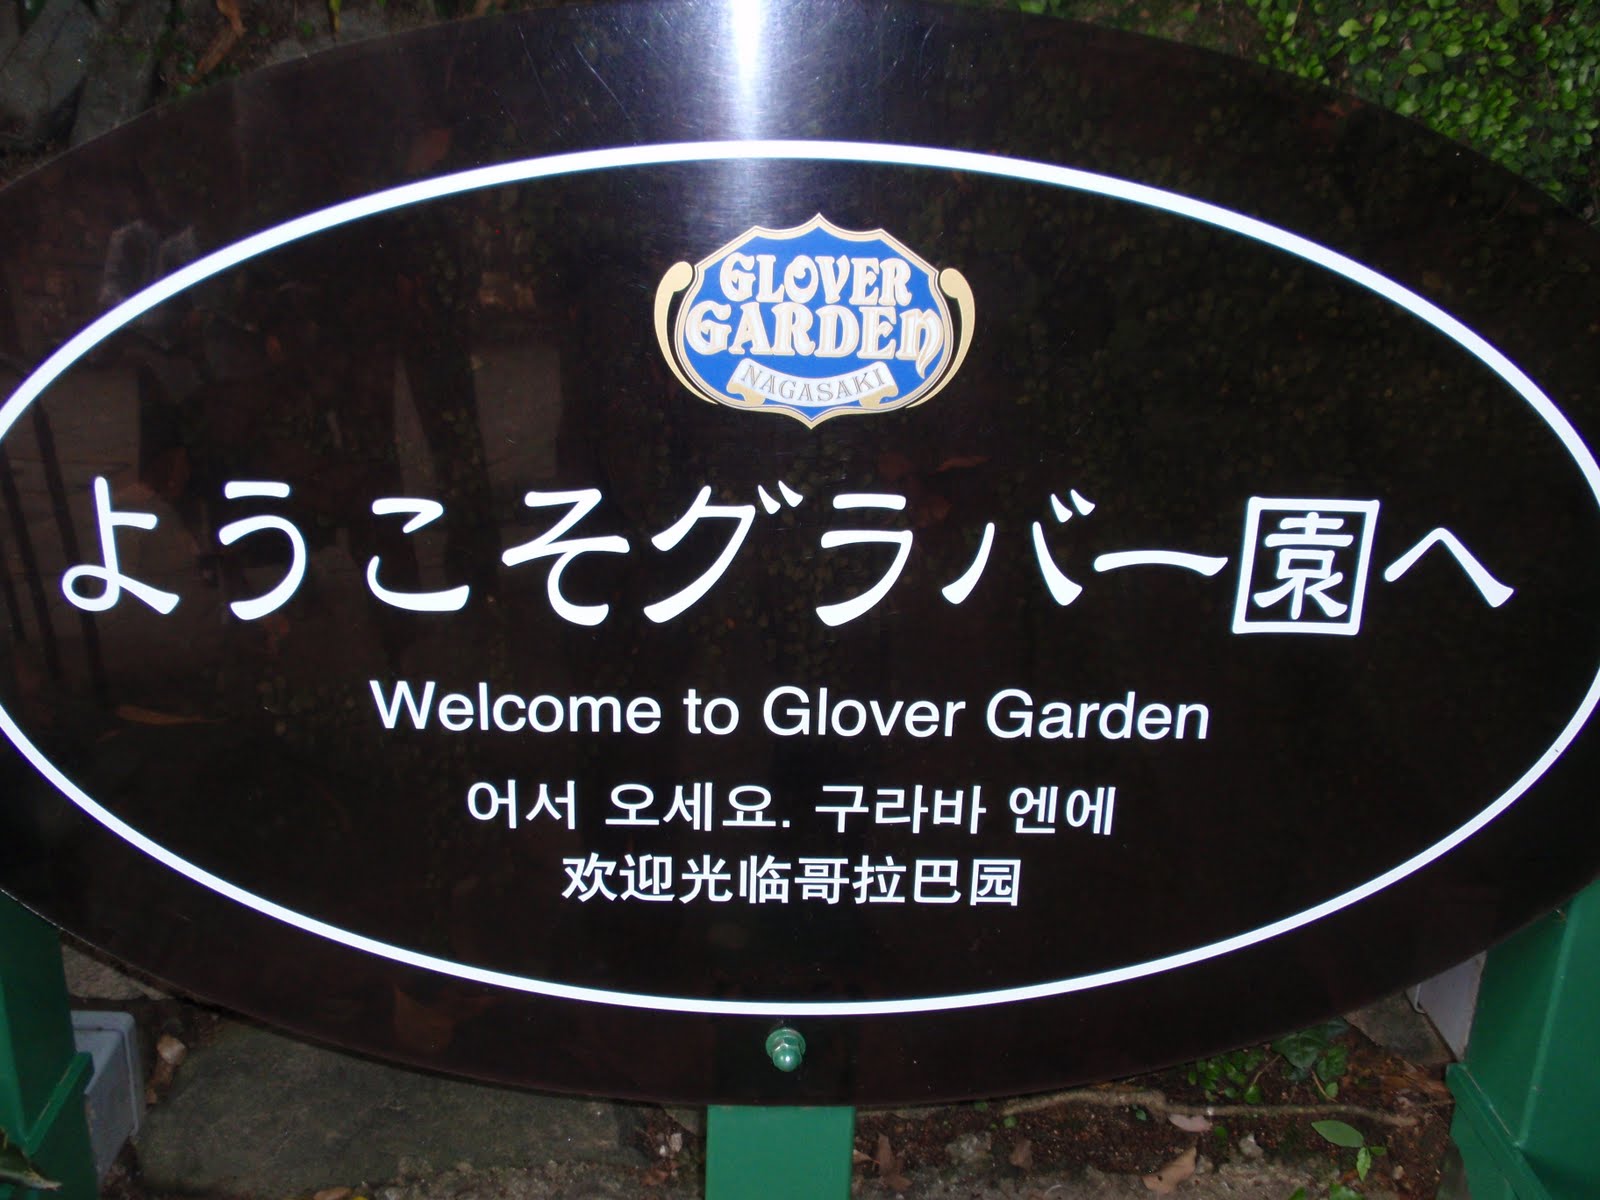 GLOVER
GARDEN
NAGASAKI
ようこそグラバー園へ
Welcome to Glover Garden
어서 오세요. 구라바 엔에
欢迎光临哥拉巴园